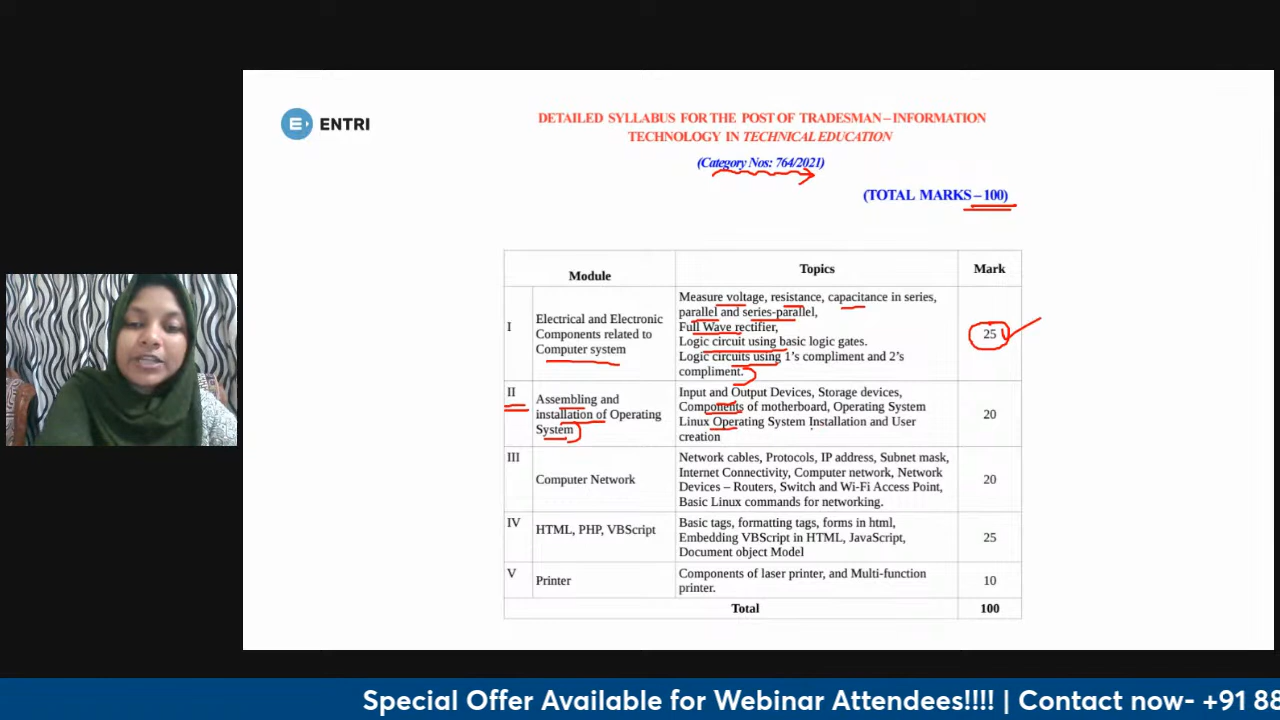 ENTRI
DETAILED SYLLABUS FOR THE POST OF TRADESMAN – INFORMATION
TECHNOLOGY IN TECHNICAL EDUCATION
(Category Nos: 764/2021)
(TOTAL MARKS – 100)
Module
Topics
Mark
I
Electrical and Electronic
Components related to
Computer system
Measure voltage, resistance, capacitance in series,
parallel and series-parallel,
Full Wave rectifier,
Logic circuit using basic logic gates.
Logic circuits using 1's compliment and 2's
compliment.
25
II
Assembling and
installation of Operating
System
Input and Output Devices, Storage devices,
Components of motherboard, Operating System
Linux Operating System Installation and User
creation
20
III
Computer Network
Network cables, Protocols, IP address, Subnet mask,
Internet Connectivity, Computer network, Network
Devices – Routers, Switch and Wi-Fi Access Point,
Basic Linux commands for networking.
20
IV
HTML, PHP, VBScript
Basic tags, formatting tags, forms in html,
Embedding VBScript in HTML, JavaScript,
Document object Model
25
V
Printer
Components of laser printer, and Multi-function
printer.
10
Total
100
Special Offer Available for Webinar Attendees!!!! | Contact now- +91 88